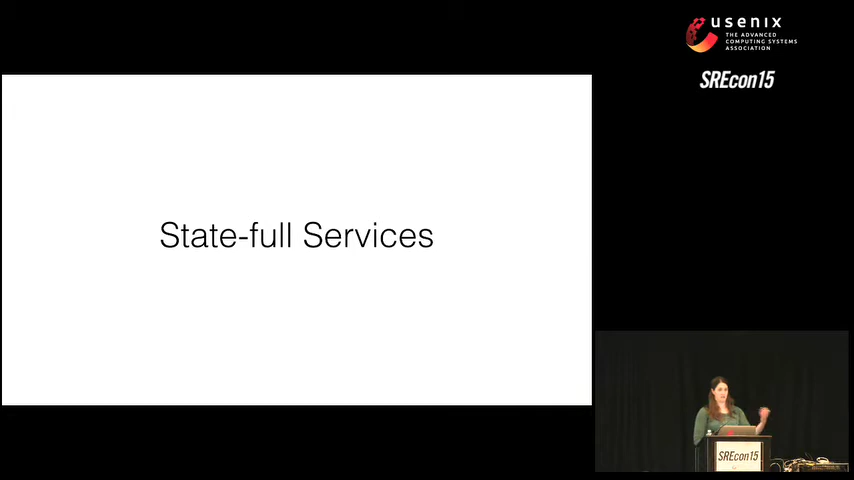 usenix
THE ADVANCED
COMPUTING SYSTEMS
ASSOCIATION
SREcon15
State-full Services
SREcon15